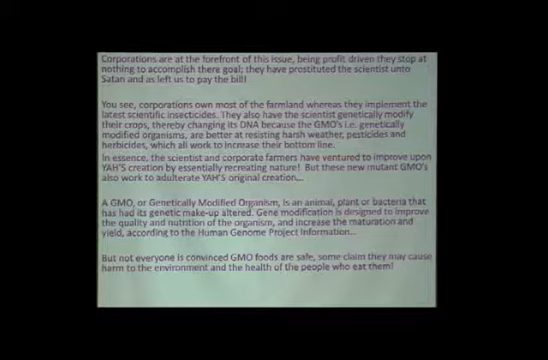 Corporations are at the forefront of this issue, being profit driven they stop at
nothing to accomplish there goal; they have prostituted the scientist unto
Satan and as left us to pay the bill!
You see, corporations own most of the farmland whereas they implement the
latest scientific insecticides. They also have the scientist genetically modify
their crops, thereby changing its DNA because the GMO's i.e. genetically
modified organisms, are better at resisting harsh weather, pesticides and
herbicides, which all work to increase their bottom line.
In essence, the scientist and corporate farmers have ventured to improve upon
YAH'S creation by essentially recreating nature! But these new mutant GMO's
also work to adulterate YAH'S original creation...
A GMO, or Genetically Modified Organism, is an animal, plant or bacteria that
has had its genetic make-up altered. Gene modification is designed to improve
the quality and nutrition of the organism, and increase the maturation and
yield, according to the Human Genome Project Information...
But not everyone is convinced GMO foods are safe, some claim they may cause
harm to the environment and the health of the people who eat them!